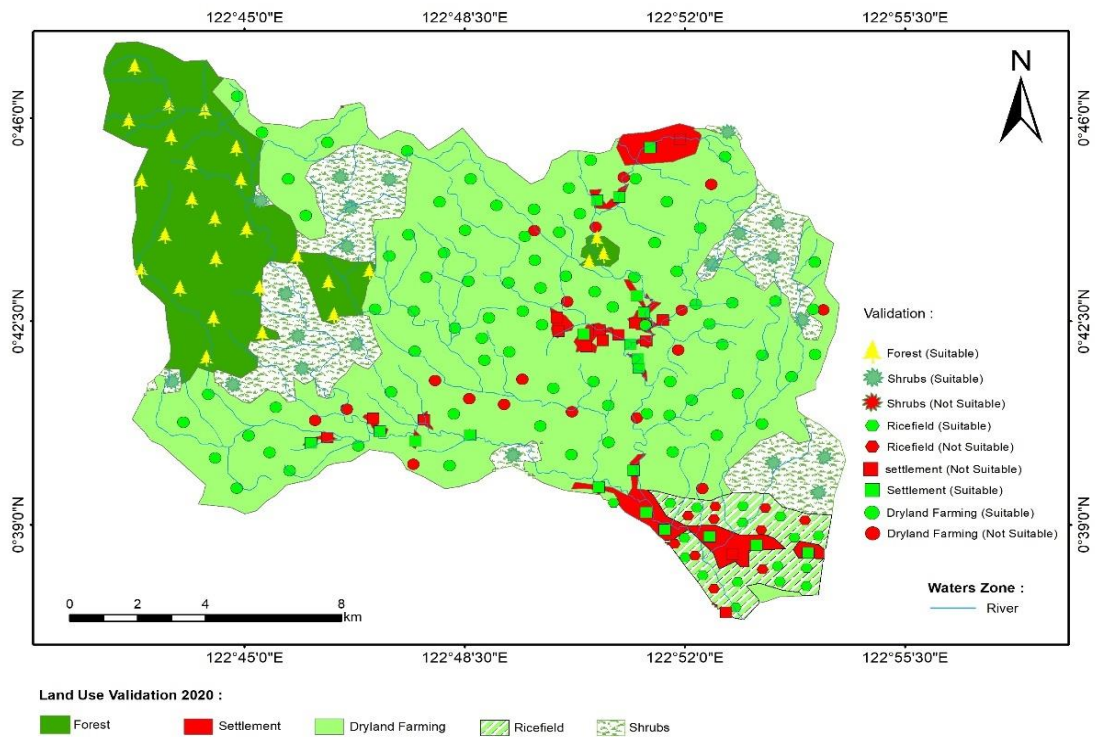 122°45'0"E 122°48'30"E 122°52'0"E 122°55'30"E
N
0°46'0"N 0°46'0"N
0°42'30"N 0°42'30"N
0°39'0"N 0°39'0"N
Validation :
Forest (Suitable)
Shrubs (Suitable)
Shrubs (Not Suitable)
Ricefield (Suitable)
Ricefield (Not Suitable)
settlement (Not Suitable)
Settlement (Suitable)
Dryland Farming (Suitable)
Dryland Farming (Not Suitable)
Waters Zone :
River
0 2 4 8
km
122°45'0"E 122°48'30"E 122°52'0"E 122°55'30"E
Land Use Validation 2020 :
Forest Settlement Dryland Farming Ricefield Shrubs